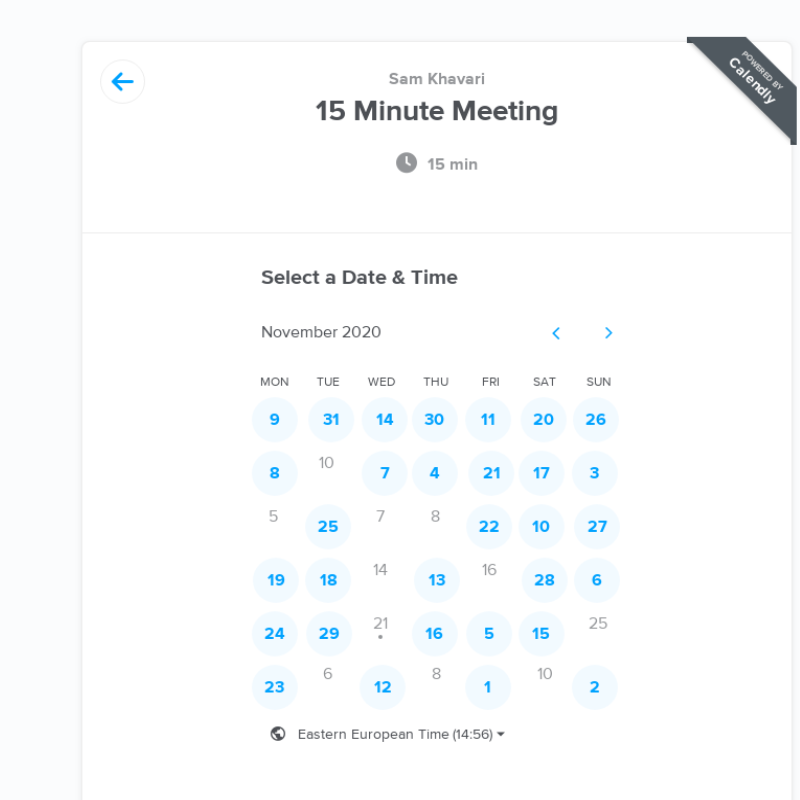 POWERED BY
Calendly
Sam Khavari
15 Minute Meeting
15 min
Select a Date & Time
November 2020
MON TUE WED THU FRI SAT SUN
9 31 14 30 11 20 26
8 10 7 4 21 17 3
5 25 7 8 22 10 27
19 18 14 13 16 28 6
24 29 21 16 5 15 25
23 6 12 8 1 10 2
Eastern European Time (14:56)